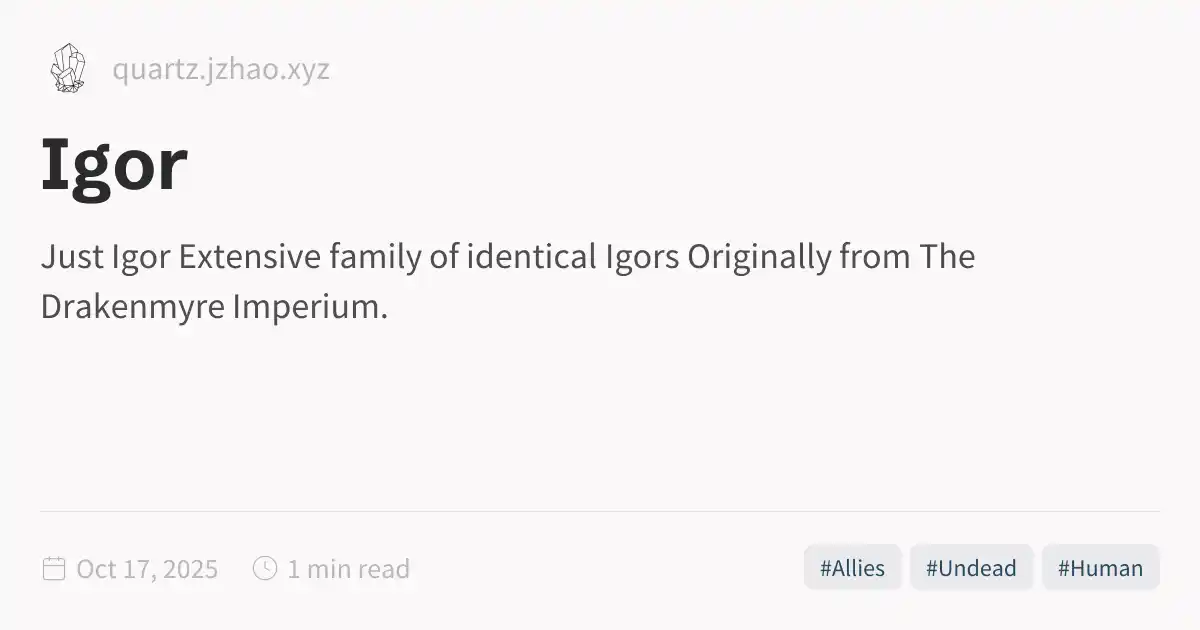 quartz.jzhao.xyz
Igor
Just Igor Extensive family of identical Igors Originally from The
Drakenmyre Imperium.
Oct 17, 2025 1 min read #Allies #Undead #Human